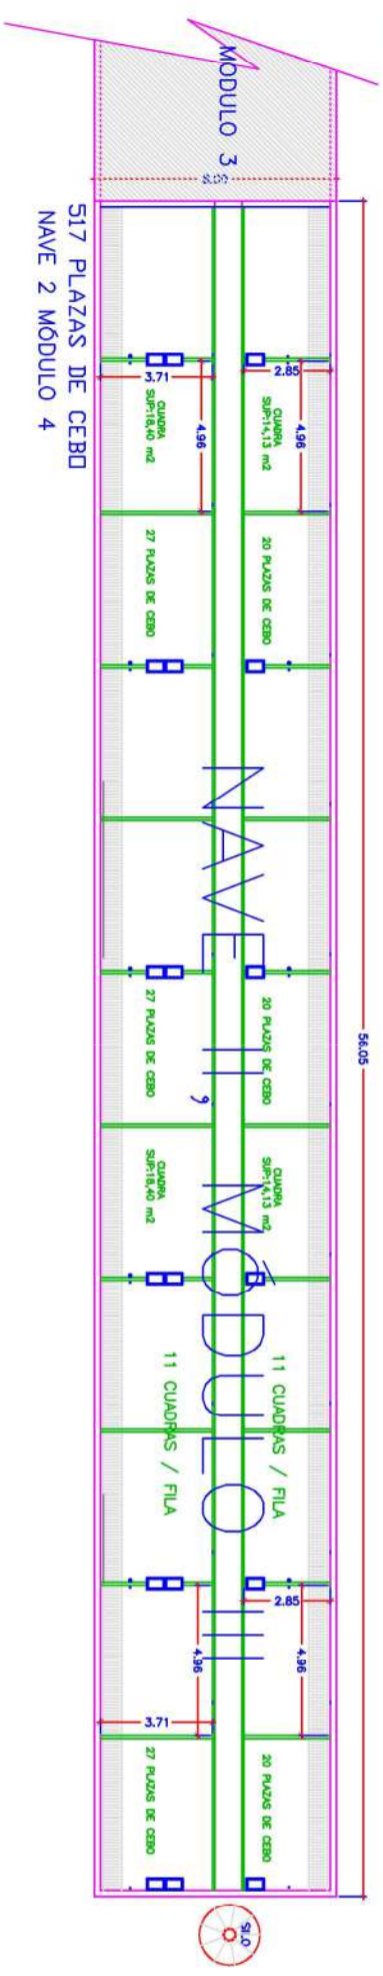 MODULO 3
8.00
517 PLAZAS DE CEBO
NAVE 2 MÓDULO 4
56.05
2.85
4.96
CUADRA
SUP:14,13 m2
3.71
4.96
CUADRA
SUP:18,40 m2
20 PLAZAS DE CEBO
27 PLAZAS DE CEBO
NAVE II, MÓDULO III
20 PLAZAS DE CEBO
27 PLAZAS DE CEBO
CUADRA
SUP:14,13 m2
CUADRA
SUP:18,40 m2
11 CUADRAS / FILA
11 CUADRAS / FILA
2.85
4.96
4.96
3.71
20 PLAZAS DE CEBO
27 PLAZAS DE CEBO